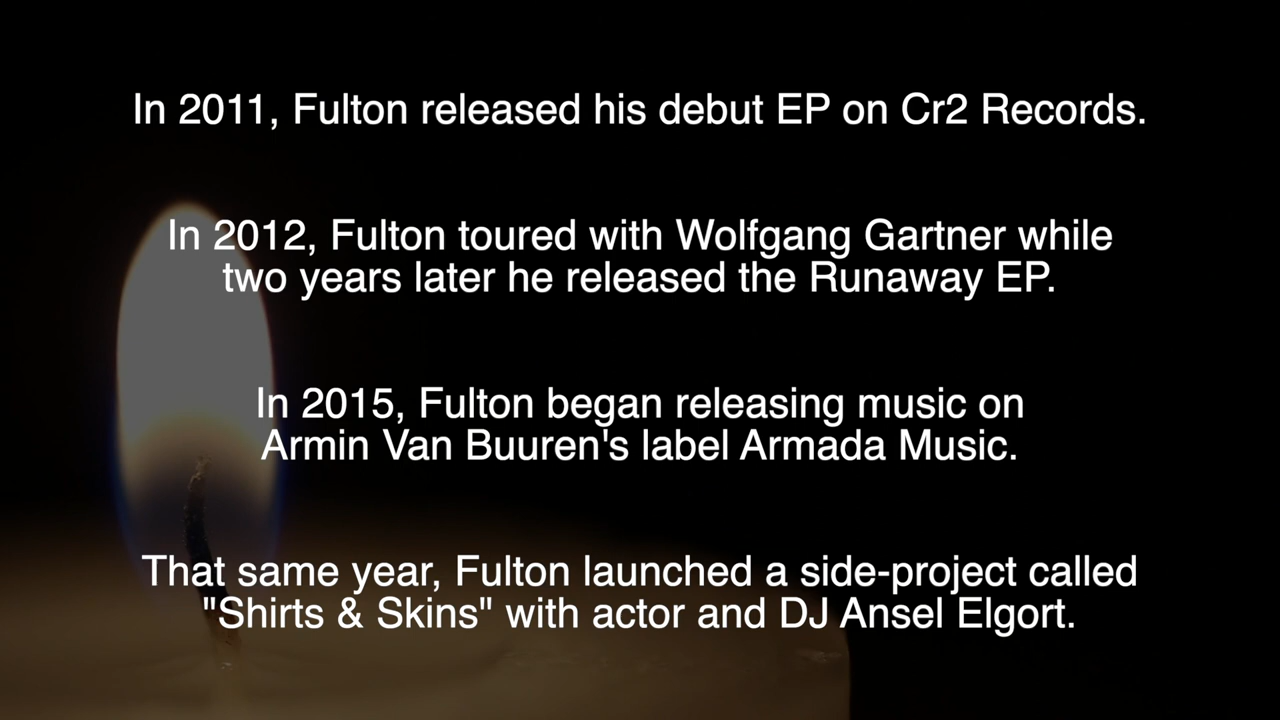 In 2011, Fulton released his debut EP on Cr2 Records.
In 2012, Fulton toured with Wolfgang Gartner while
two years later he released the Runaway EP.
In 2015, Fulton began releasing music on
Armin Van Buuren's label Armada Music.
That same year, Fulton launched a side-project called
"Shirts & Skins" with actor and DJ Ansel Elgort.